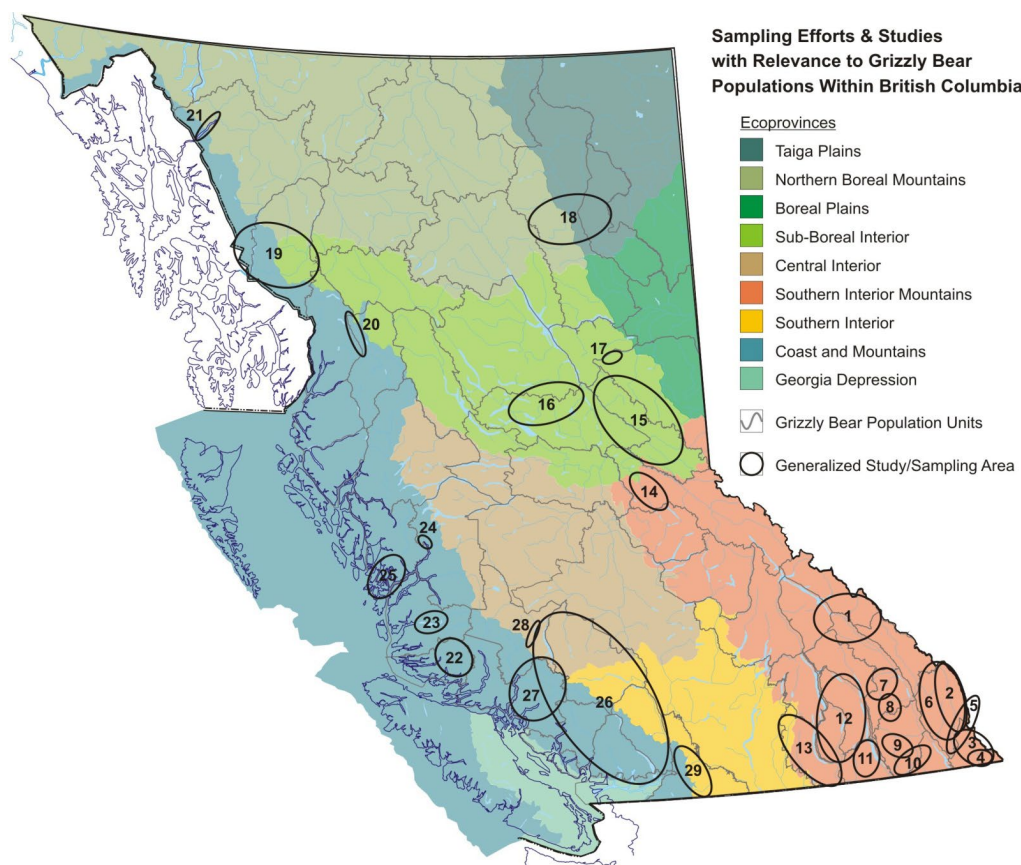 Sampling Efforts & Studies
with Relevance to Grizzly Bear
Populations Within British Columbia
Ecoprovinces
Taiga Plains
Northern Boreal Mountains
Boreal Plains
Sub-Boreal Interior
Central Interior
Southern Interior Mountains
Southern Interior
Coast and Mountains
Georgia Depression
Grizzly Bear Population Units
Generalized Study/Sampling Area
21
18
19
20
17
16
15
14
24
25
1
23
28
22
7
2
27
6
8
5
26
12
13
9
3
11
10
4
29